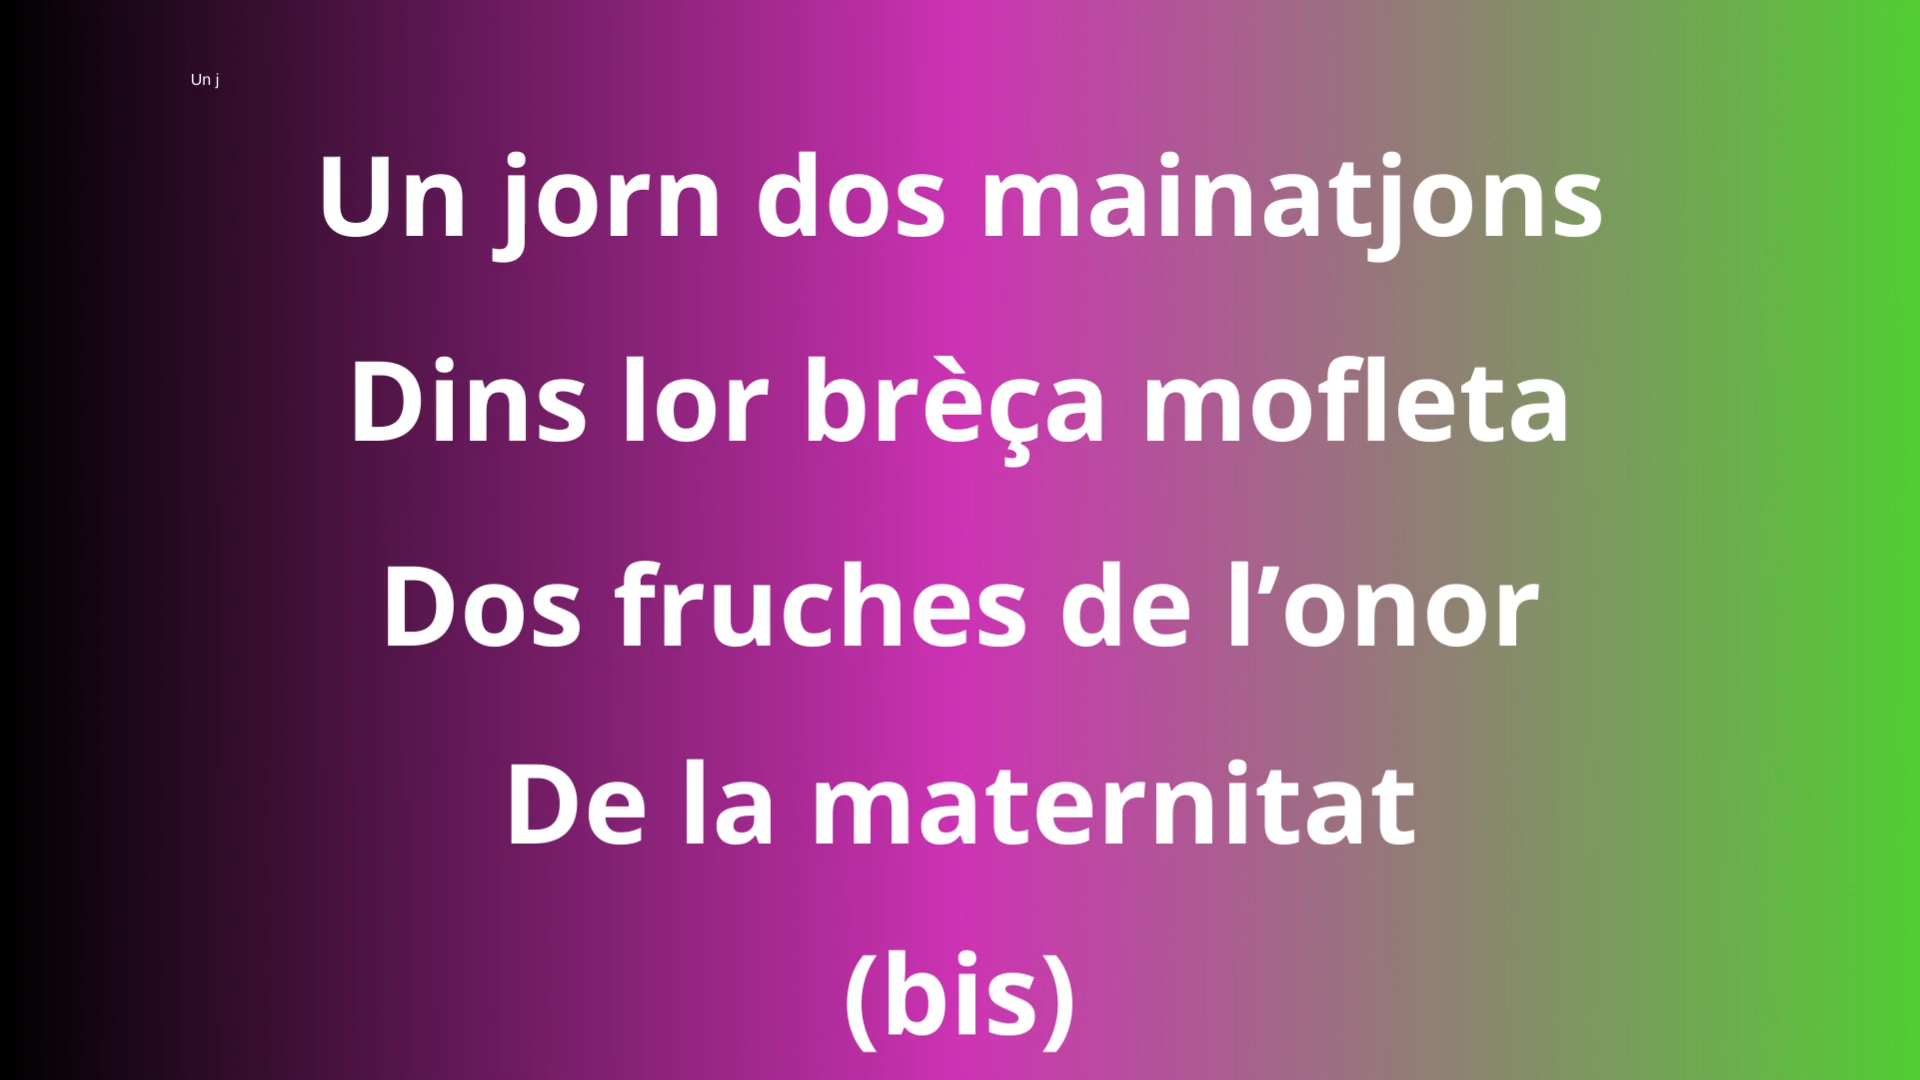 Un j
Un jorn dos mainatjons
Dins lor brèça mofleta
Dos fruches de l’onor
De la maternitat
(bis)